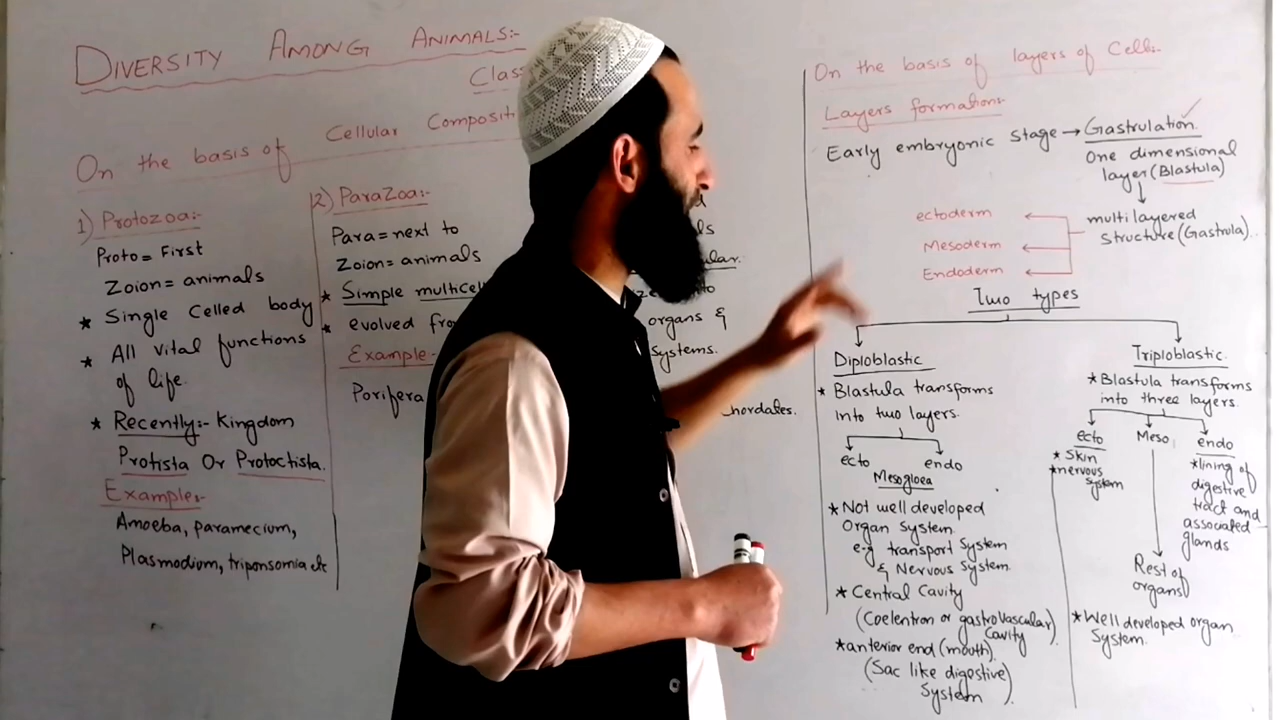 DIVERSITY AMONG ANIMALS:-
On the basis of Cellular
1) Protozoa:-
Proto = First
Zoion = animals
* Single Celled body
* All vital functions
of life.
* Recently:- Kingdom
Protista Or Protoctista.
Examples:-
Amoeba, paramecium,
Plasmodium, triponsomia etc
2) ParaZoa:-
Para = next to
Zoion = animals
* Simple
* evolved
Example:-
Porifera
organs &
Systems.
On the basis of layers of Cells:-
Layers formation:-
Early embryonic stage → Gastrulation.
One dimensional
layer (Blastula)
multilayered
Structure (Gastrula).
ectoderm
Mesoderm
Endoderm
Two types
Diploblastic
* Blastula transforms
into two layers.
ecto endo
Mesogloea
* Not well developed
Organ system
e.g transport System
& Nervous System.
* Central Cavity
(Coelentron or gastroVascular
Cavity)
* anterior end (mouth)
(Sac like digestive
System).
Triploblastic.
* Blastula transforms
into three layers.
ecto Meso endo
* Skin
* nervous
System
Rest of
organs
* lining of
digestive
tract and
associated
glands
* Well developed organ
System.